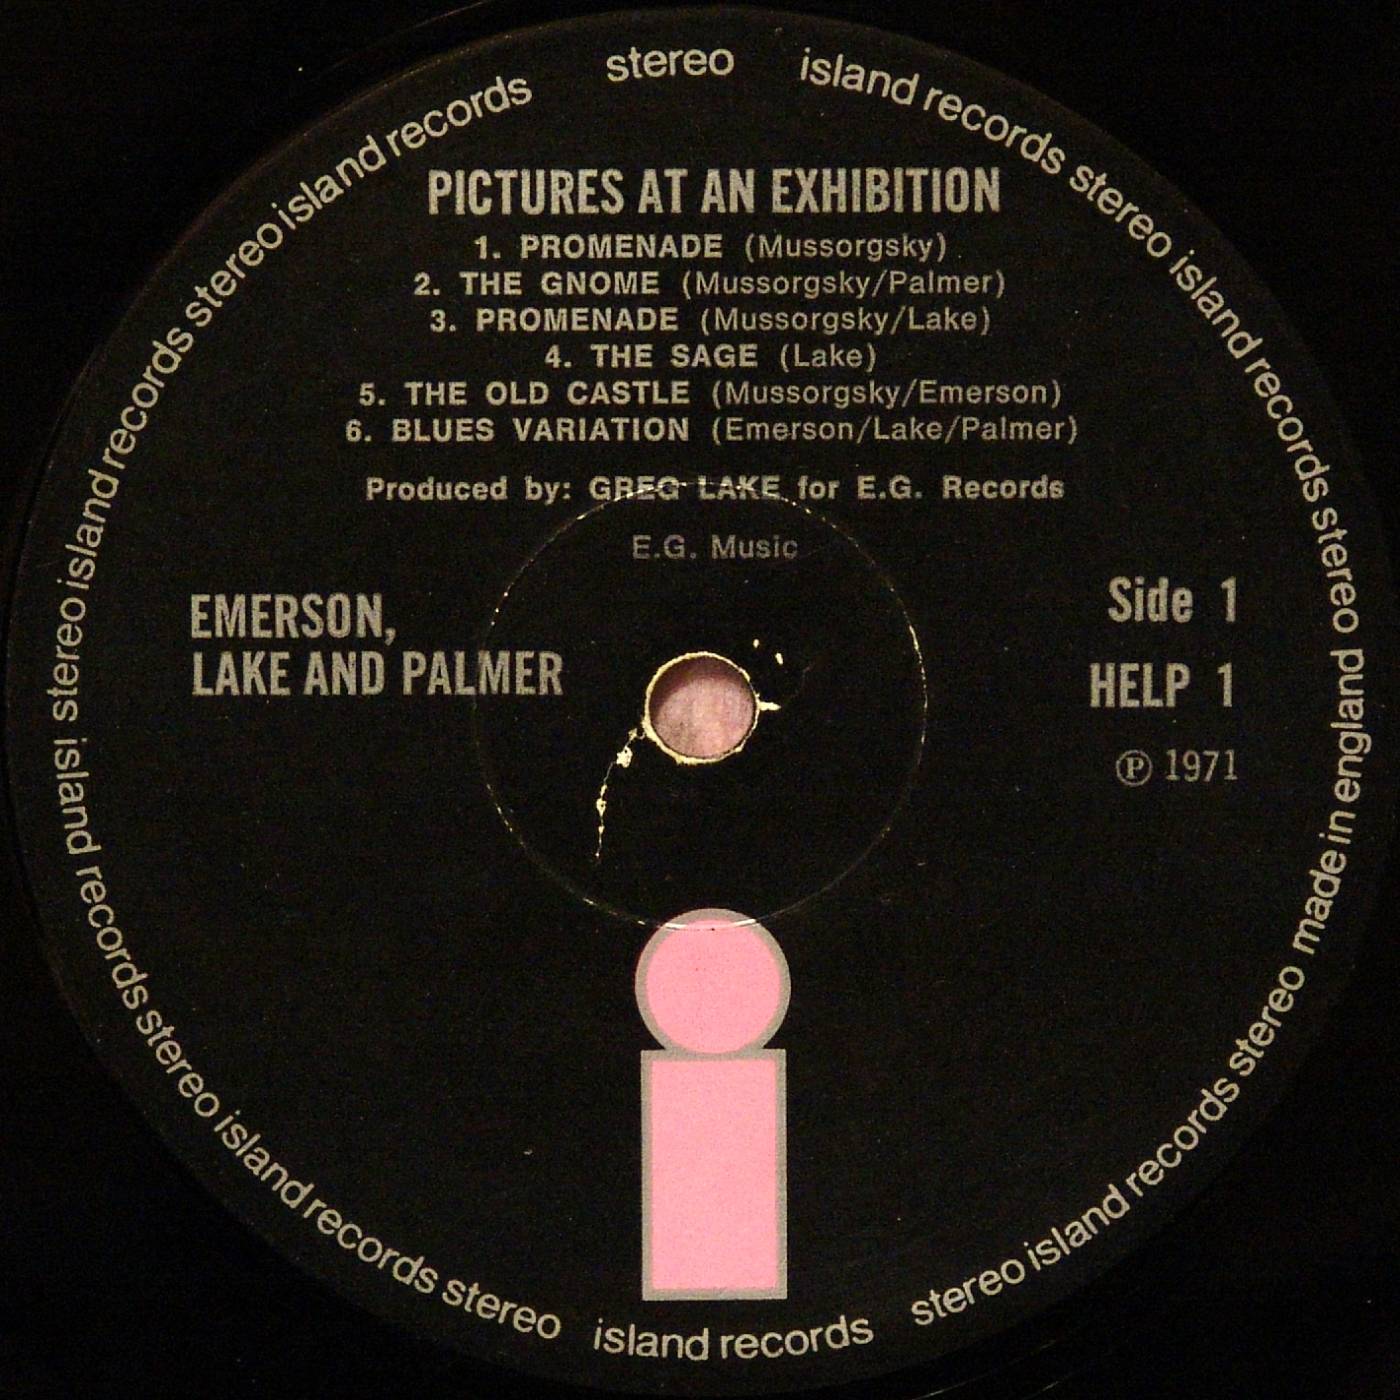 stereo island records stereo island records stereo made in england
stereo island records stereo island records
island records stereo island records stereo
island records
stereo island records stereo
PICTURES AT AN EXHIBITION
1. PROMENADE (Mussorgsky)
2. THE GNOME (Mussorgsky/Palmer)
3. PROMENADE (Mussorgsky/Lake)
4. THE SAGE (Lake)
5. THE OLD CASTLE (Mussorgsky/Emerson)
6. BLUES VARIATION (Emerson/Lake/Palmer)
Produced by: GREG LAKE for E.G. Records
E.G. Music
EMERSON,
LAKE AND PALMER
Side 1
HELP 1
℗ 1971
i